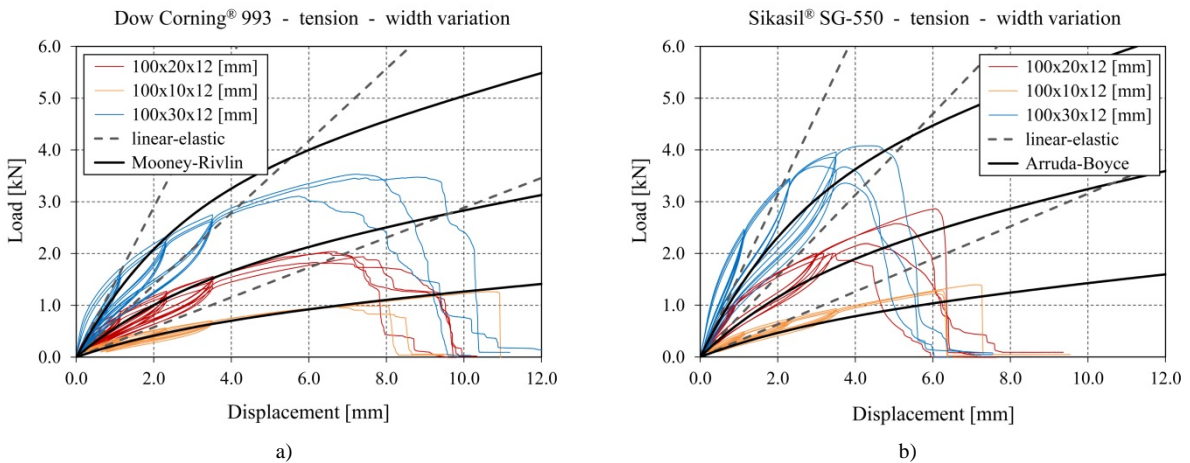 Dow Corning® 993 - tension - width variation
6.0
5.0
4.0
3.0
2.0
1.0
0.0
Load [kN]
100x20x12 [mm]
100x10x12 [mm]
100x30x12 [mm]
linear-elastic
Mooney-Rivlin
0.0 2.0 4.0 6.0 8.0 10.0 12.0
Displacement [mm]
a)
Sikasil® SG-550 - tension - width variation
6.0
5.0
4.0
3.0
2.0
1.0
0.0
Load [kN]
100x20x12 [mm]
100x10x12 [mm]
100x30x12 [mm]
linear-elastic
Arruda-Boyce
0.0 2.0 4.0 6.0 8.0 10.0 12.0
Displacement [mm]
b)